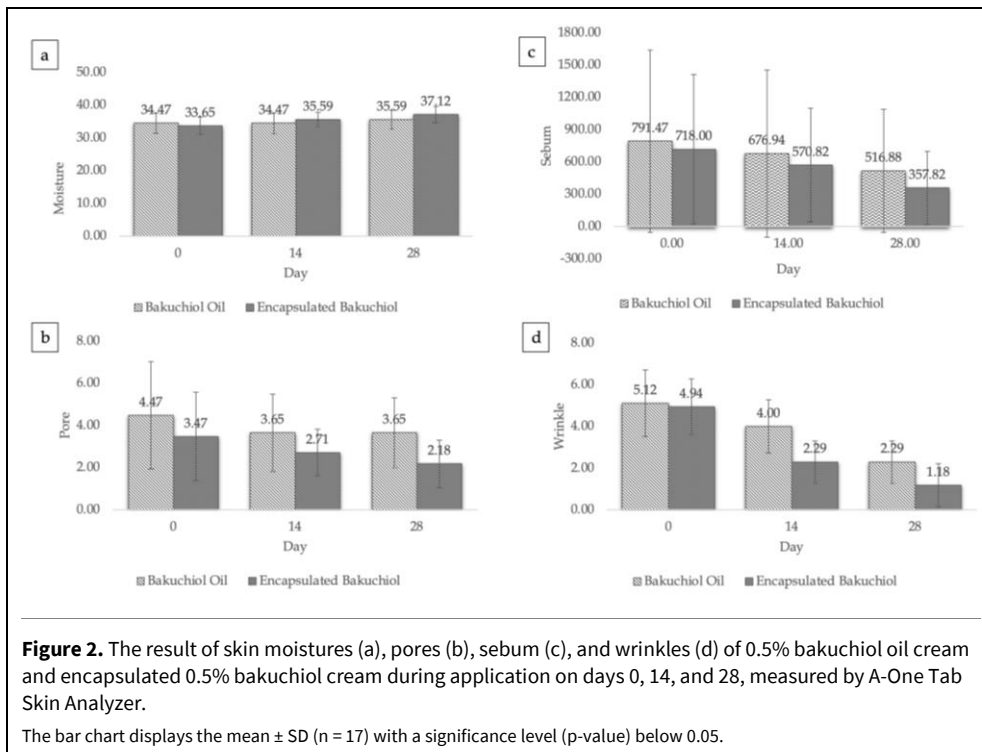 a
50.00
40.00
30.00
20.00
10.00
0.00
Moisture
34.47 33.65 34.47 35.59 35.59 37.12
0 14 28
Day
Bakuchiol Oil Encapsulated Bakuchiol
c
1800.00
1500.00
1200.00
900.00
600.00
300.00
0.00
-300.00
Sebum
791.47 718.00 676.94 570.82 516.88 357.82
0.00 14.00 28.00
Day
Bakuchiol Oil Encapsulated Bakuchiol
b
8.00
6.00
4.00
2.00
0.00
Pore
4.47 3.47 3.65 2.71 3.65 2.18
0 14 28
Day
Bakuchiol Oil Encapsulated Bakuchiol
d
8.00
6.00
4.00
2.00
0.00
Wrinkle
5.12 4.94 4.00 2.29 2.29 1.18
0 14 28
Day
Bakuchiol Oil Encapsulated Bakuchiol
Figure 2. The result of skin moistures (a), pores (b), sebum (c), and wrinkles (d) of 0.5% bakuchiol oil cream
and encapsulated 0.5% bakuchiol cream during application on days 0, 14, and 28, measured by A-One Tab
Skin Analyzer.
The bar chart displays the mean ± SD (n = 17) with a significance level (p-value) below 0.05.